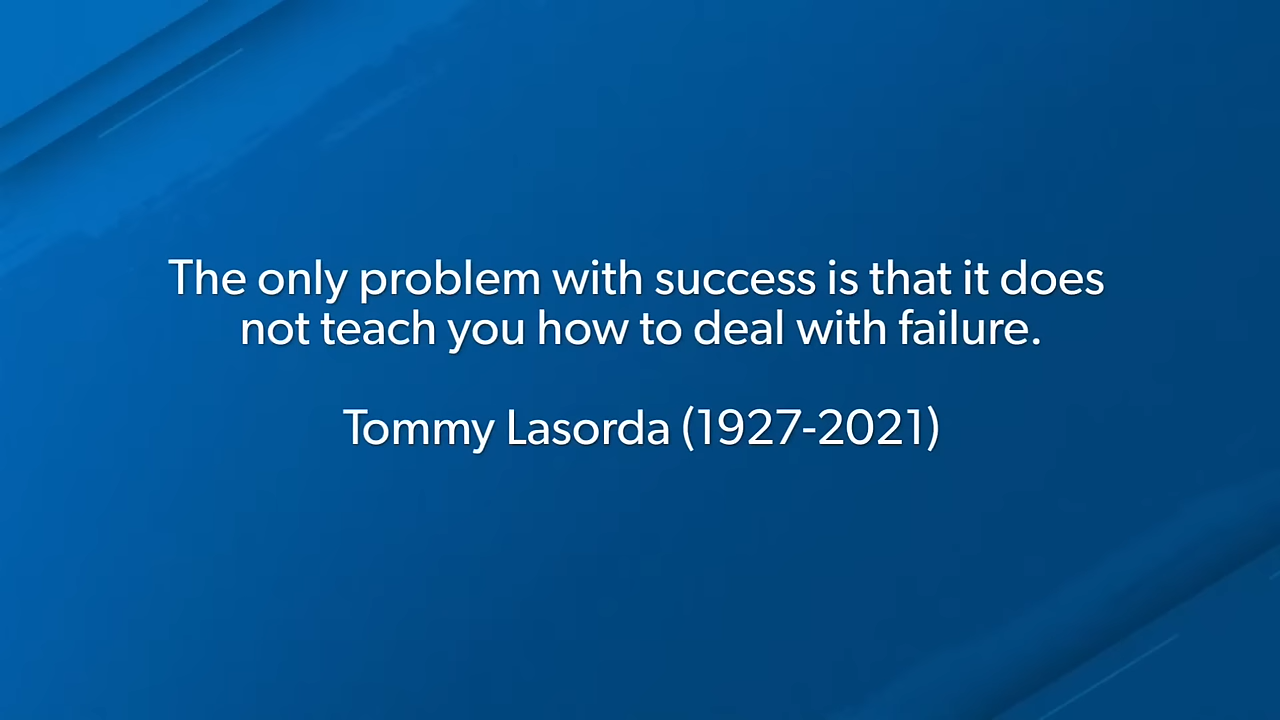 The only problem with success is that it does
not teach you how to deal with failure.
Tommy Lasorda (1927-2021)